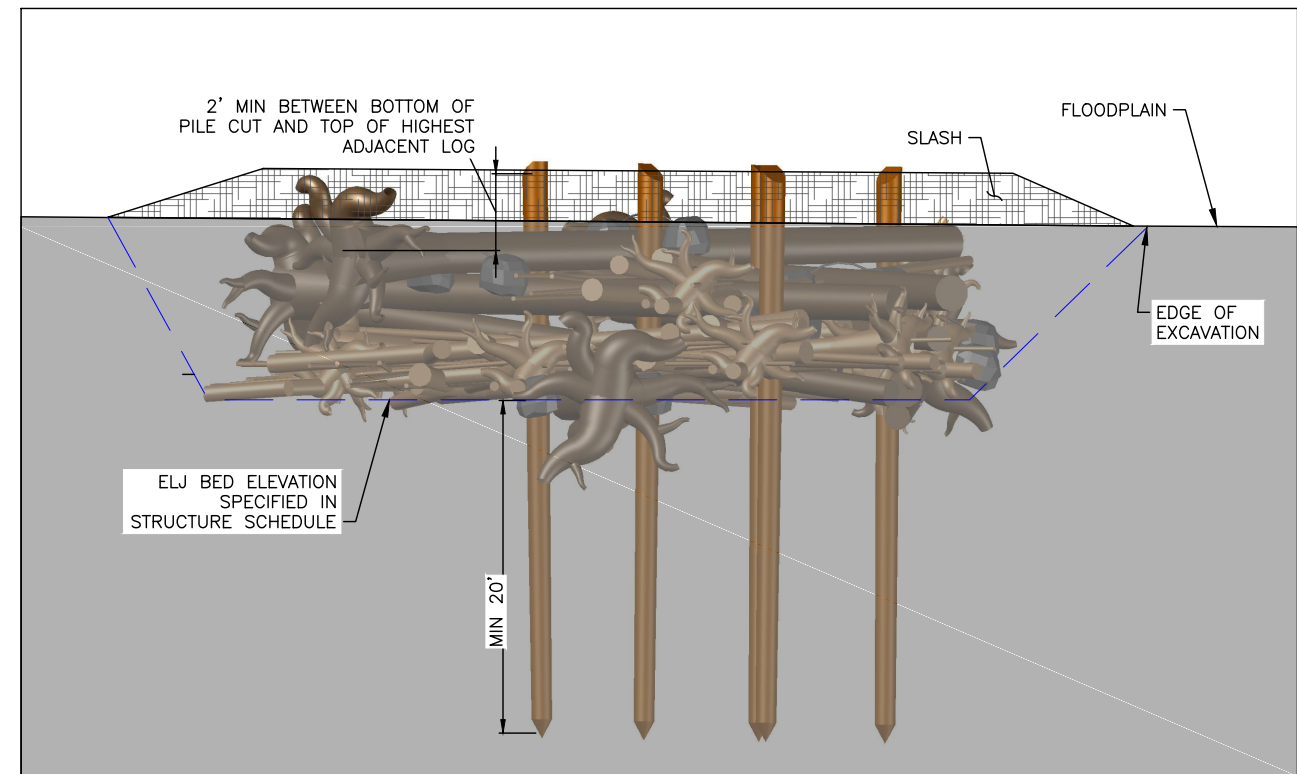 2' MIN BETWEEN BOTTOM OF
PILE CUT AND TOP OF HIGHEST
ADJACENT LOG
SLASH
FLOODPLAIN
EDGE OF
EXCAVATION
ELJ BED ELEVATION
SPECIFIED IN
STRUCTURE SCHEDULE
MIN 20'